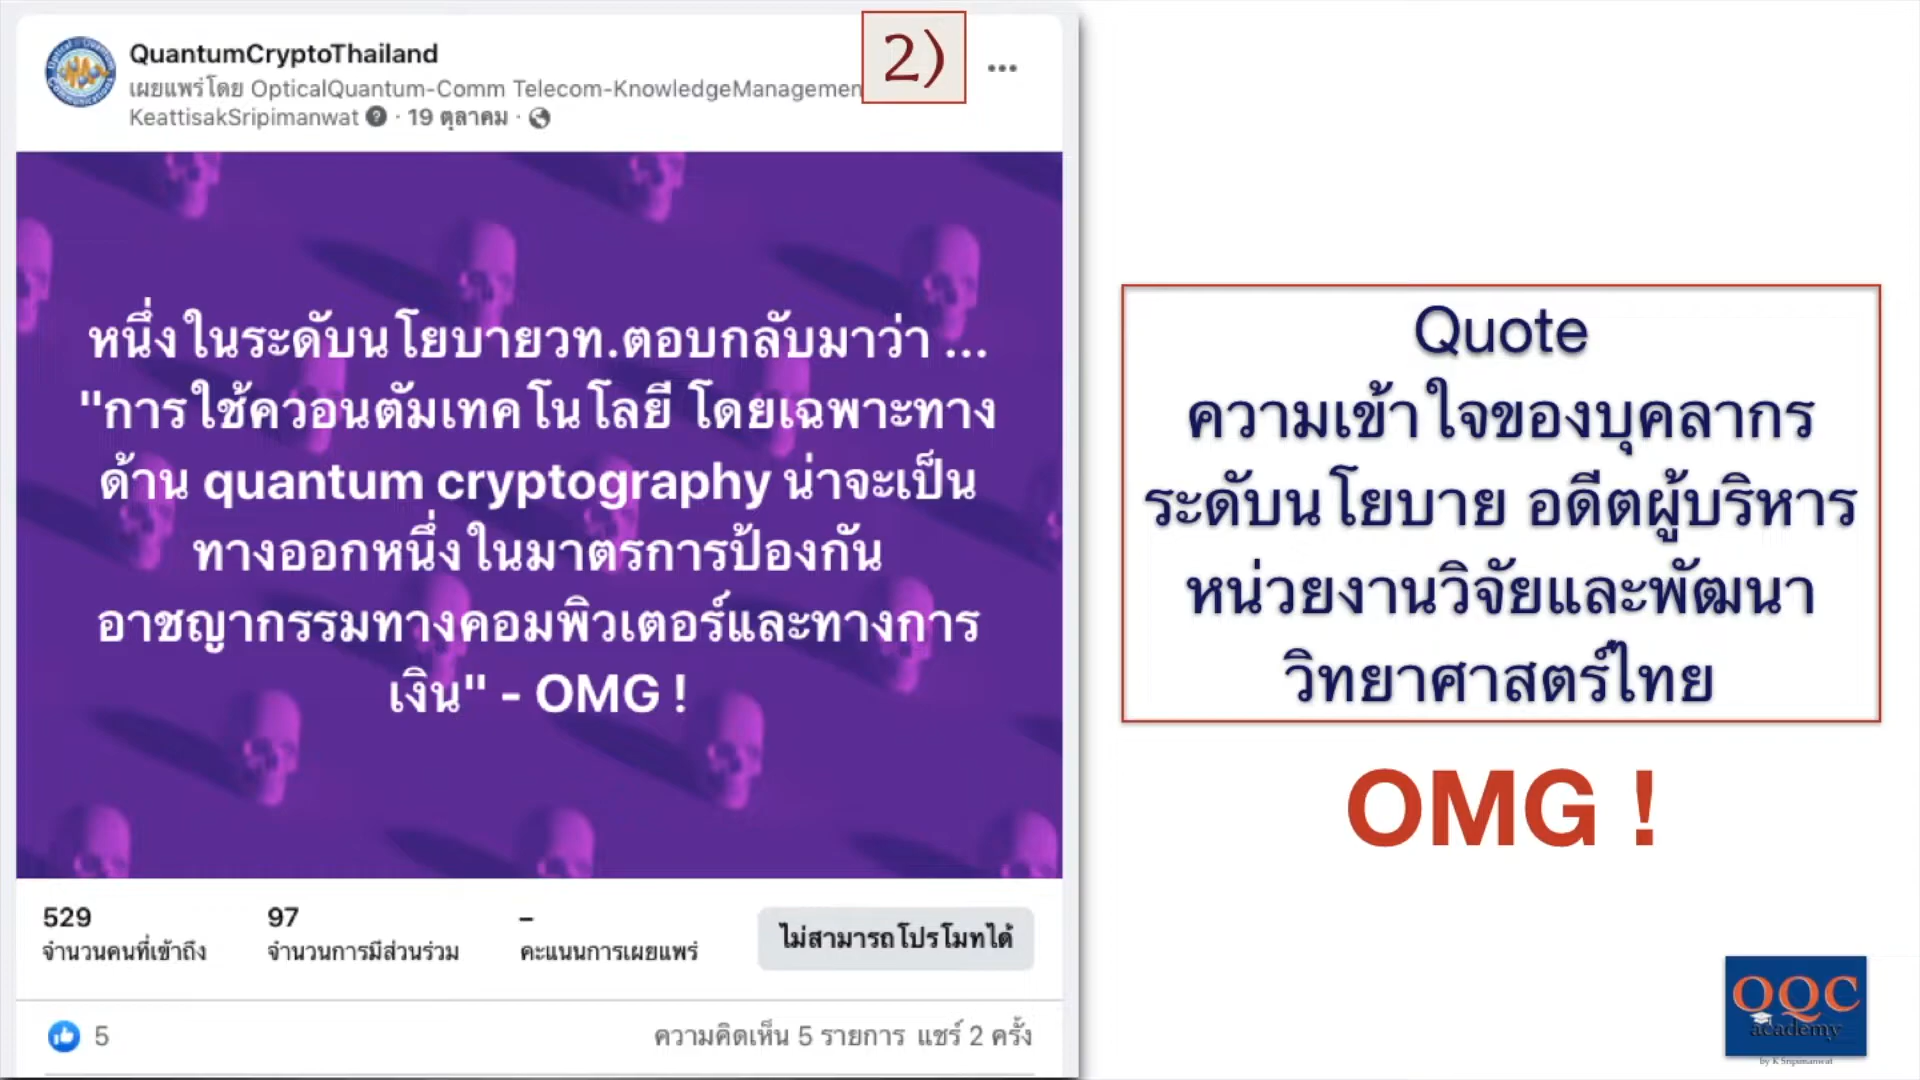 QuantumCryptoThailand
เผยแพร่โดย OpticalQuantum-Comm Telecom-KnowledgeManagemen
KeattisakSripimanwat · 19 ตุลาคม ·
2)
หนึ่งในระดับนโยบายวท.ตอบกลับมาว่า ...
"การใช้ควอนตัมเทคโนโลยี โดยเฉพาะทาง
ด้าน quantum cryptography น่าจะเป็น
ทางออกหนึ่งในมาตรการป้องกัน
อาชญากรรมทางคอมพิวเตอร์และทางการ
เงิน" - OMG !
529
จำนวนคนที่เข้าถึง
97
จำนวนการมีส่วนร่วม
–
คะแนนการเผยแพร่
ไม่สามารถโปรโมทได้
5
ความคิดเห็น 5 รายการ แชร์ 2 ครั้ง
Quote
ความเข้าใจของบุคลากร
ระดับนโยบาย อดีตผู้บริหาร
หน่วยงานวิจัยและพัฒนา
วิทยาศาสตร์ไทย
OMG !
OQC
academy
by K Sripimanwat